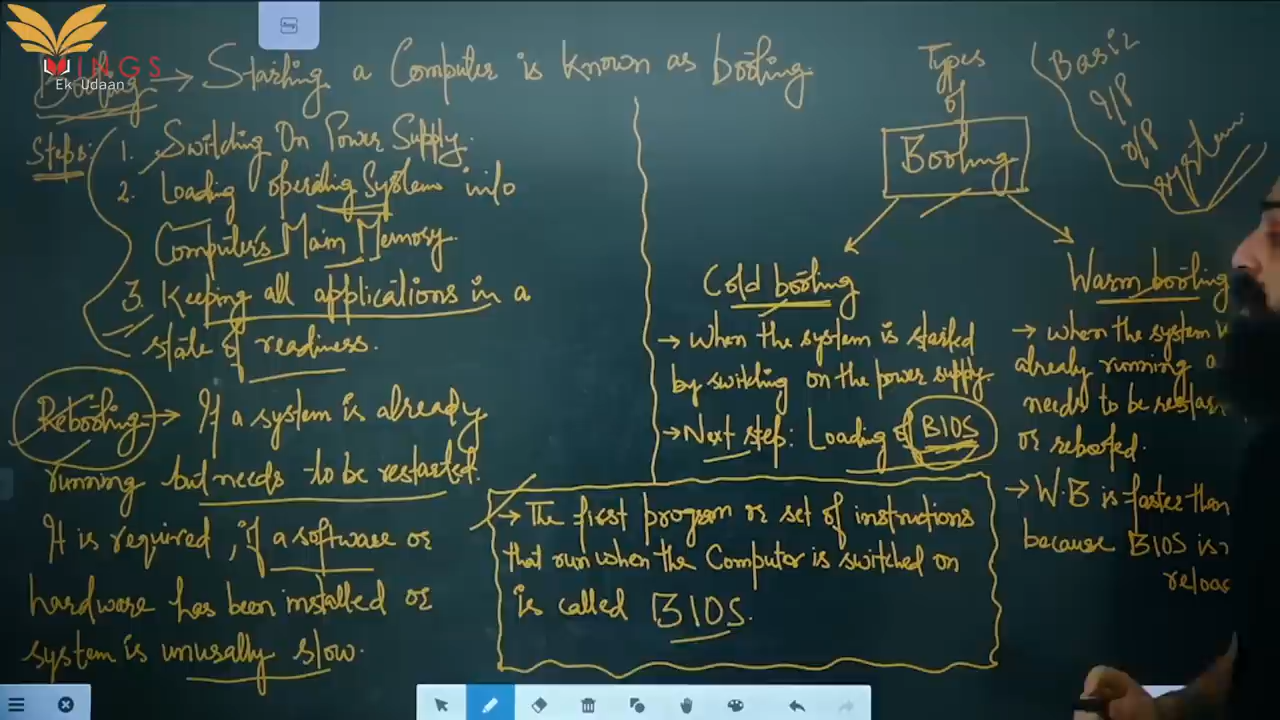 WINGS
Ek Udaan
Booting → Starting a Computer is known as booting.
Steps:
1. Switching On Power Supply.
2. Loading operating System into
Computer's Main Memory.
3. Keeping all applications in a
state of readiness.
Rebooting → If a system is already
running but needs to be restarted.
It is required, if a software or
hardware has been installed or
system is unusally slow.
Types
of
Booting
Basic
I/P
O/P
System
Cold booting
→ When the system is started
by switching on the power supply.
→ Next step: Loading of BIOS
→ The first program or set of instructions
that run when the Computer is switched on
is called BIOS.
Warm booting
→ when the system
already running
needs to be
or rebooted.
→ W.B is faster than
because BIOS is